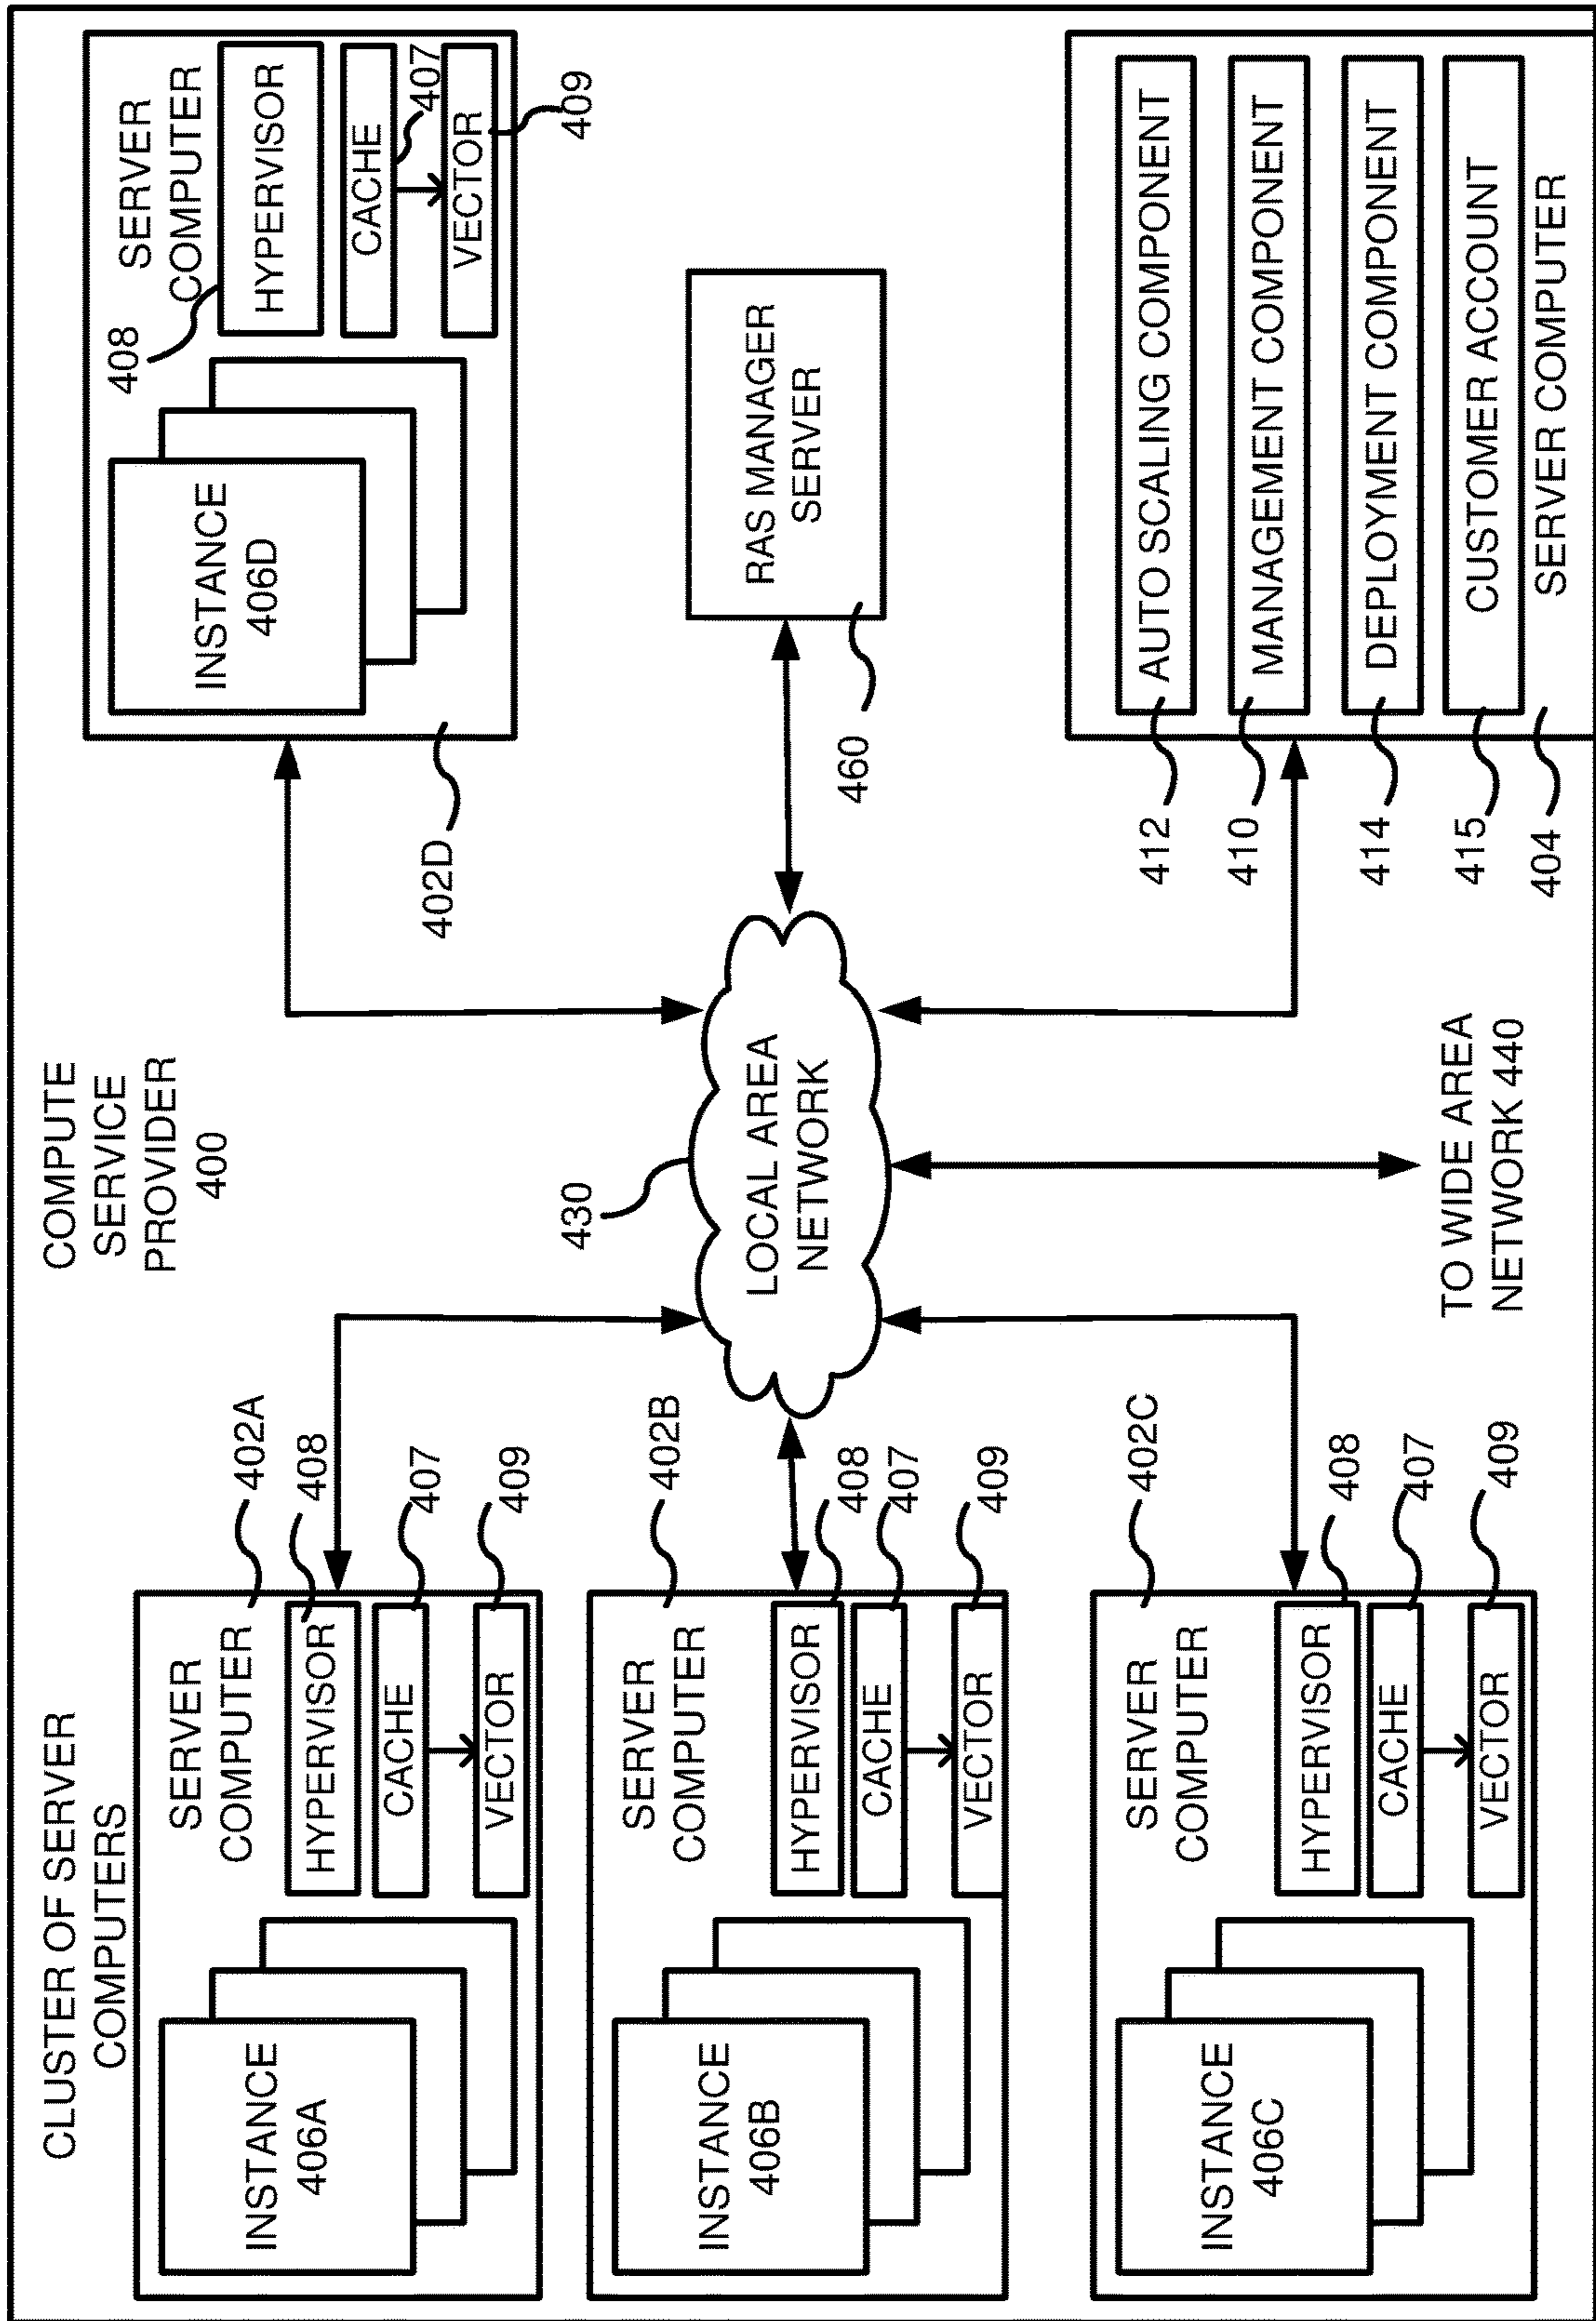 CLUSTER OF SERVER
COMPUTERS
COMPUTE
SERVICE
PROVIDER
400
SERVER
COMPUTER
402A
INSTANCE
406A
HYPERVISOR
408
CACHE
407
VECTOR
409
SERVER
COMPUTER
402B
INSTANCE
406B
HYPERVISOR
408
CACHE
407
VECTOR
409
SERVER
COMPUTER
402C
INSTANCE
406C
HYPERVISOR
408
CACHE
407
VECTOR
409
430
LOCAL AREA
NETWORK
TO WIDE AREA
NETWORK 440
408
SERVER
COMPUTER
INSTANCE
406D
HYPERVISOR
CACHE
407
VECTOR
409
402D
RAS MANAGER
SERVER
460
412
AUTO SCALING COMPONENT
410
MANAGEMENT COMPONENT
414
DEPLOYMENT COMPONENT
415
CUSTOMER ACCOUNT
404
SERVER COMPUTER